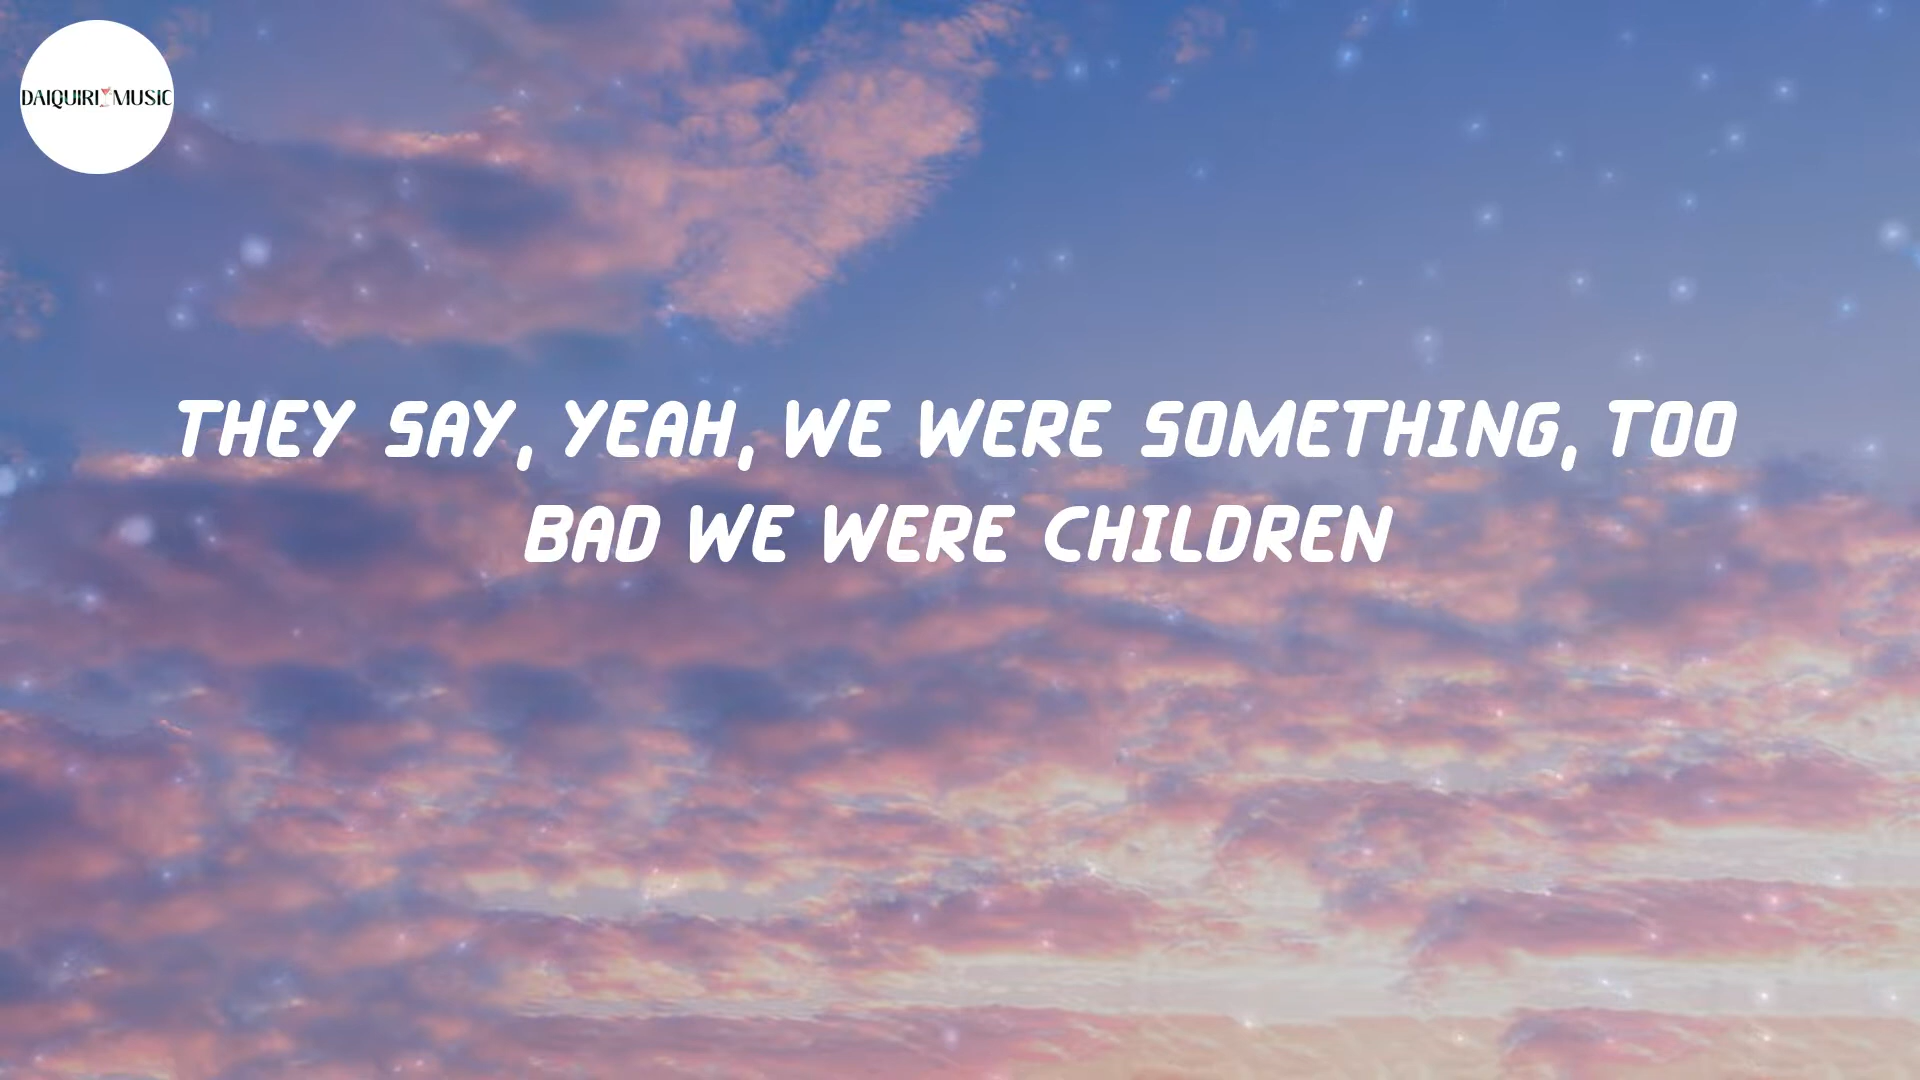 DAIQUIRI MUSIC
THEY SAY, YEAH, WE WERE SOMETHING, TOO
BAD WE WERE CHILDREN